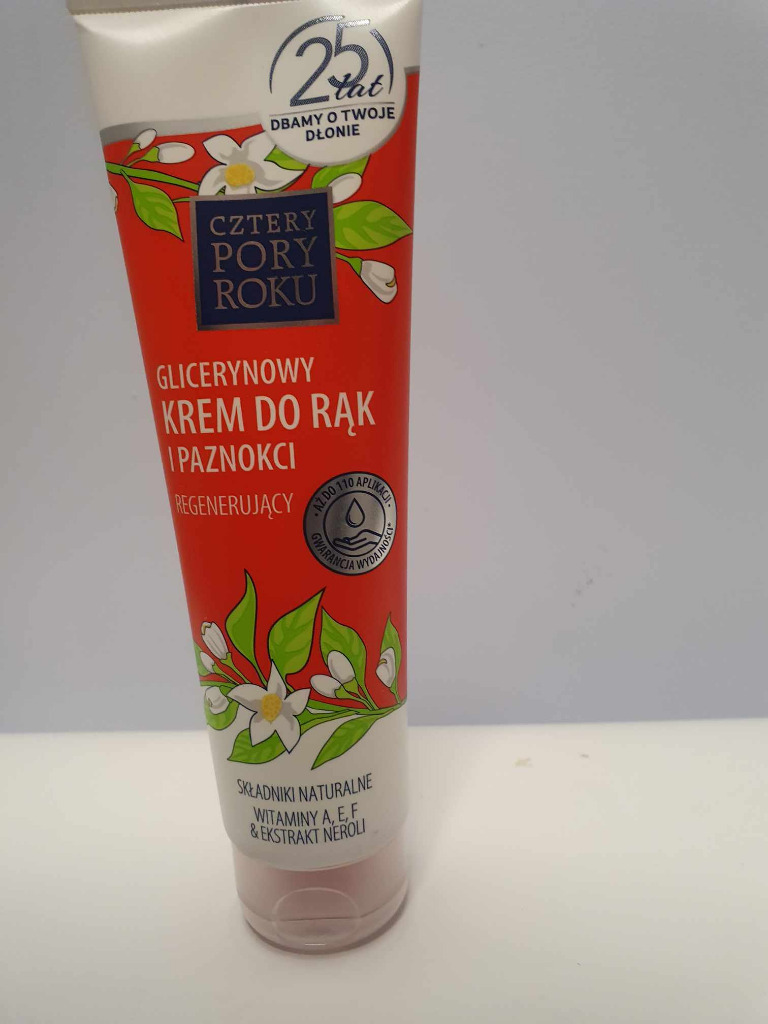 25
lat
DBAMY O TWOJE
DŁONIE
CZTERY
PORY
ROKU
GLICERYNOWY
KREM DO RĄK
I PAZNOKCI
REGENERUJĄCY
• AŻ DO 110 APLIKACJI •
GWARANCJA WYDAJNOŚCI*
SKŁADNIKI NATURALNE
WITAMINY A, E, F
& EKSTRAKT NEROLI